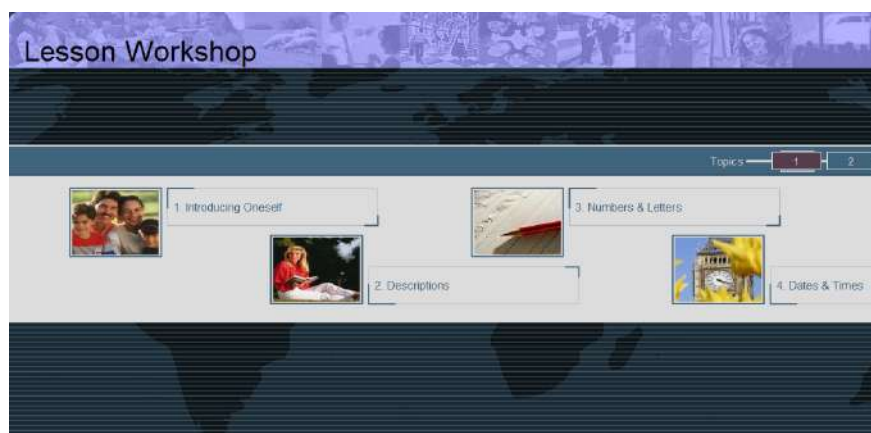 Lesson Workshop
Topics 1 2
1. Introducing Oneself
3. Numbers & Letters
2. Descriptions
4. Dates & Times